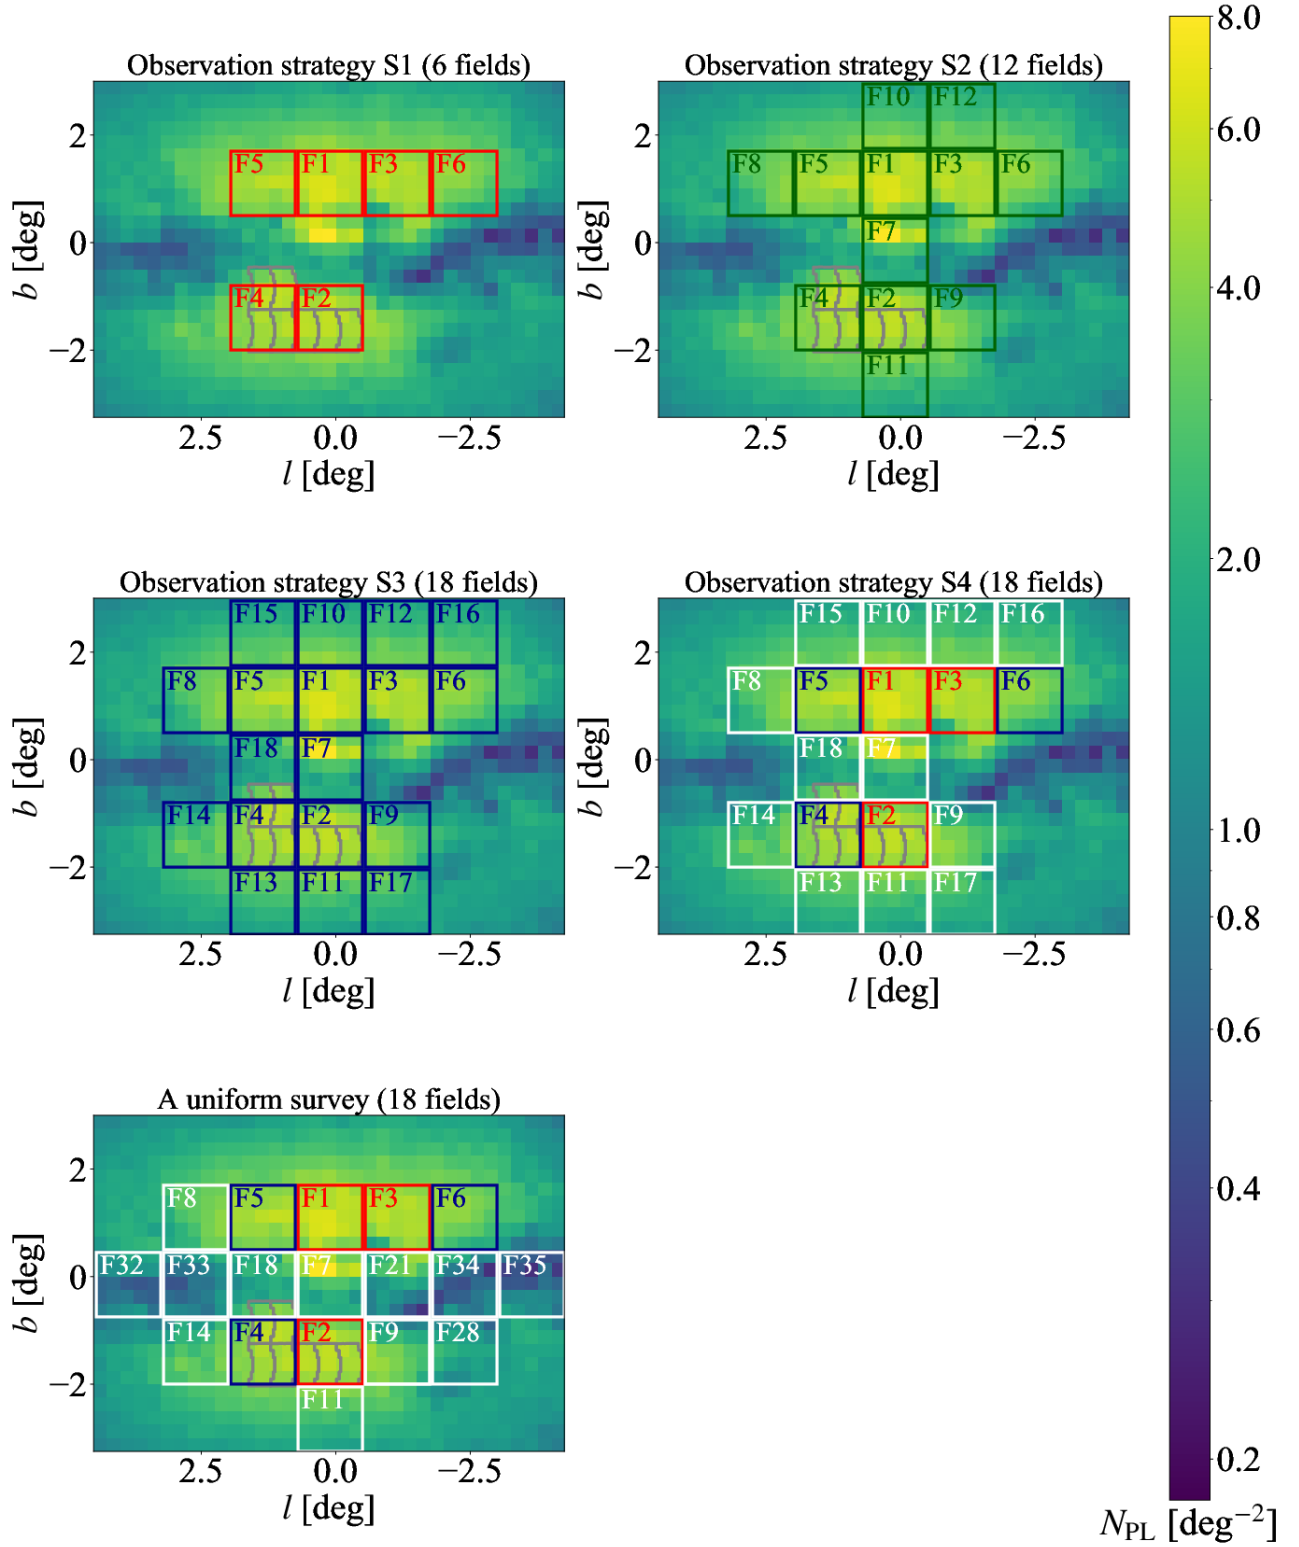 Observation strategy S1 (6 fields)
F5 F1 F3 F6
F4 F2
2
0
−2
b [deg]
2.5 0.0 −2.5
l [deg]
Observation strategy S2 (12 fields)
F10 F12
F8 F5 F1 F3 F6
F7
F4 F2 F9
F11
2
0
−2
b [deg]
2.5 0.0 −2.5
l [deg]
Observation strategy S3 (18 fields)
F15 F10 F12 F16
F8 F5 F1 F3 F6
F18 F7
F14 F4 F2 F9
F13 F11 F17
2
0
−2
b [deg]
2.5 0.0 −2.5
l [deg]
Observation strategy S4 (18 fields)
F15 F10 F12 F16
F8 F5 F1 F3 F6
F18 F7
F14 F4 F2 F9
F13 F11 F17
2
0
−2
b [deg]
2.5 0.0 −2.5
l [deg]
A uniform survey (18 fields)
F8 F5 F1 F3 F6
F32 F33 F18 F7 F21 F34 F35
F14 F4 F2 F9 F28
F11
2
0
−2
b [deg]
2.5 0.0 −2.5
l [deg]
8.0
6.0
4.0
2.0
1.0
0.8
0.6
0.4
0.2
N_PL [deg⁻²]